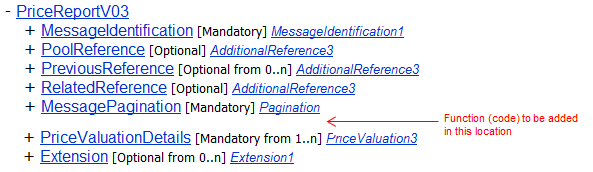 - PriceReportV03
+ MessageIdentification [Mandatory] MessageIdentification1
+ PoolReference [Optional] AdditionalReference3
+ PreviousReference [Optional from 0..n] AdditionalReference3
+ RelatedReference [Optional] AdditionalReference3
+ MessagePagination [Mandatory] Pagination
Function (code) to be added
in this location
+ PriceValuationDetails [Mandatory from 1..n] PriceValuation3
+ Extension [Optional from 0..n] Extension1